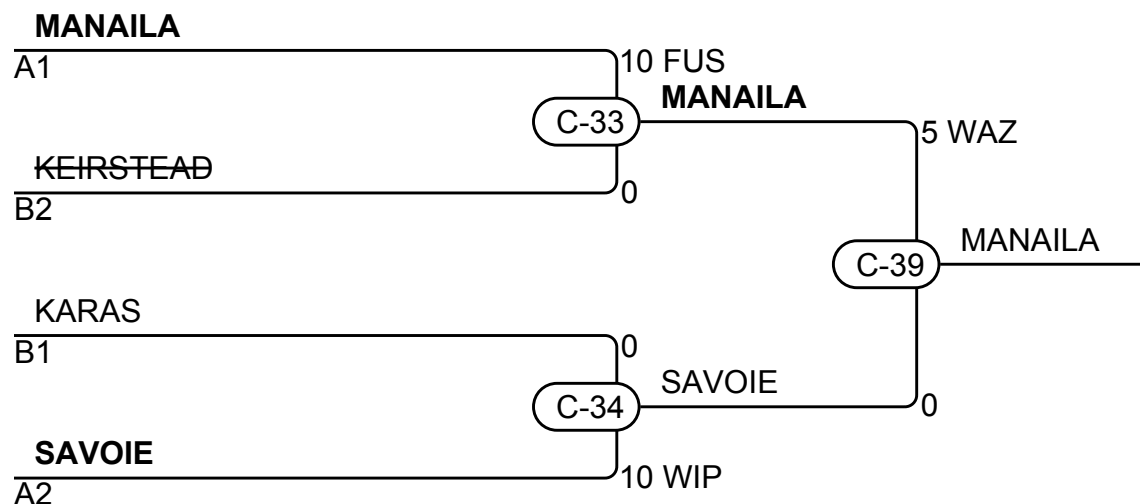 MANAILA
A1
10 FUS
C-33
MANAILA
KEIRSTEAD
B2
0
5 WAZ
C-39
MANAILA
KARAS
B1
0
C-34
SAVOIE
0
SAVOIE
A2
10 WIP